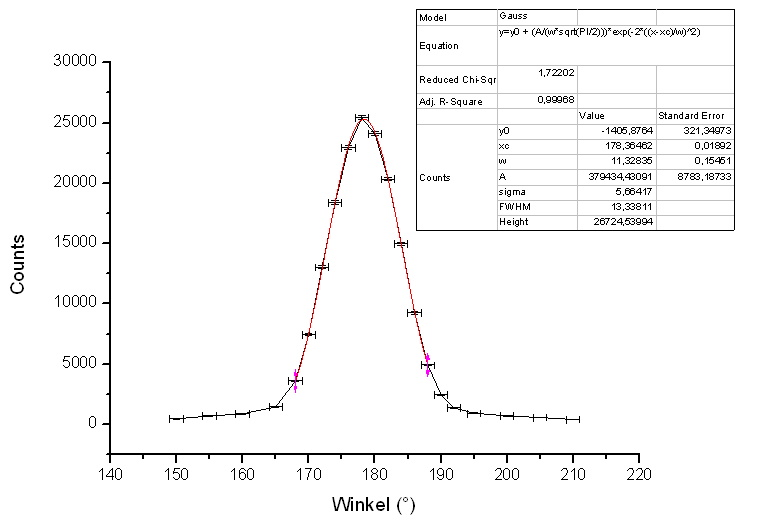 Model Gauss
Equation y=y0 + (A/(w*sqrt(PI/2)))*exp(-2*((x-xc)/w)^2)
Reduced Chi-Sqr 1,72202
Adj. R-Square 0,99968
Value Standard Error
Counts y0 -1405,8764 321,34973
xc 178,36462 0,01892
w 11,32835 0,15451
A 379434,43091 8783,18733
sigma 5,66417
FWHM 13,33811
Height 26724,53994
30000
25000
20000
15000
10000
5000
0
Counts
140 150 160 170 180 190 200 210 220
Winkel (°)